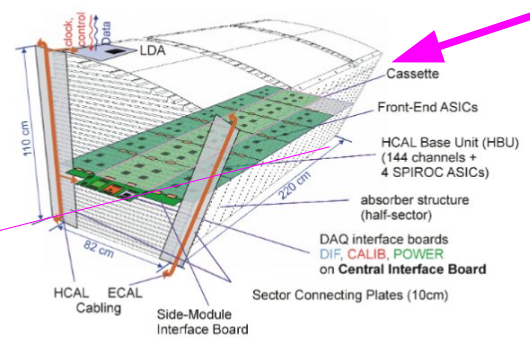 clock,
control
Data
LDA
Cassette
Front-End ASICs
110 cm
HCAL Base Unit (HBU)
(144 channels +
4 SPIROC ASICs)
220 cm
absorber structure
(half-sector)
82 cm
DAQ interface boards
DIF, CALIB, POWER
on Central Interface Board
HCAL ECAL
Cabling
Sector Connecting Plates (10cm)
Side-Module
Interface Board